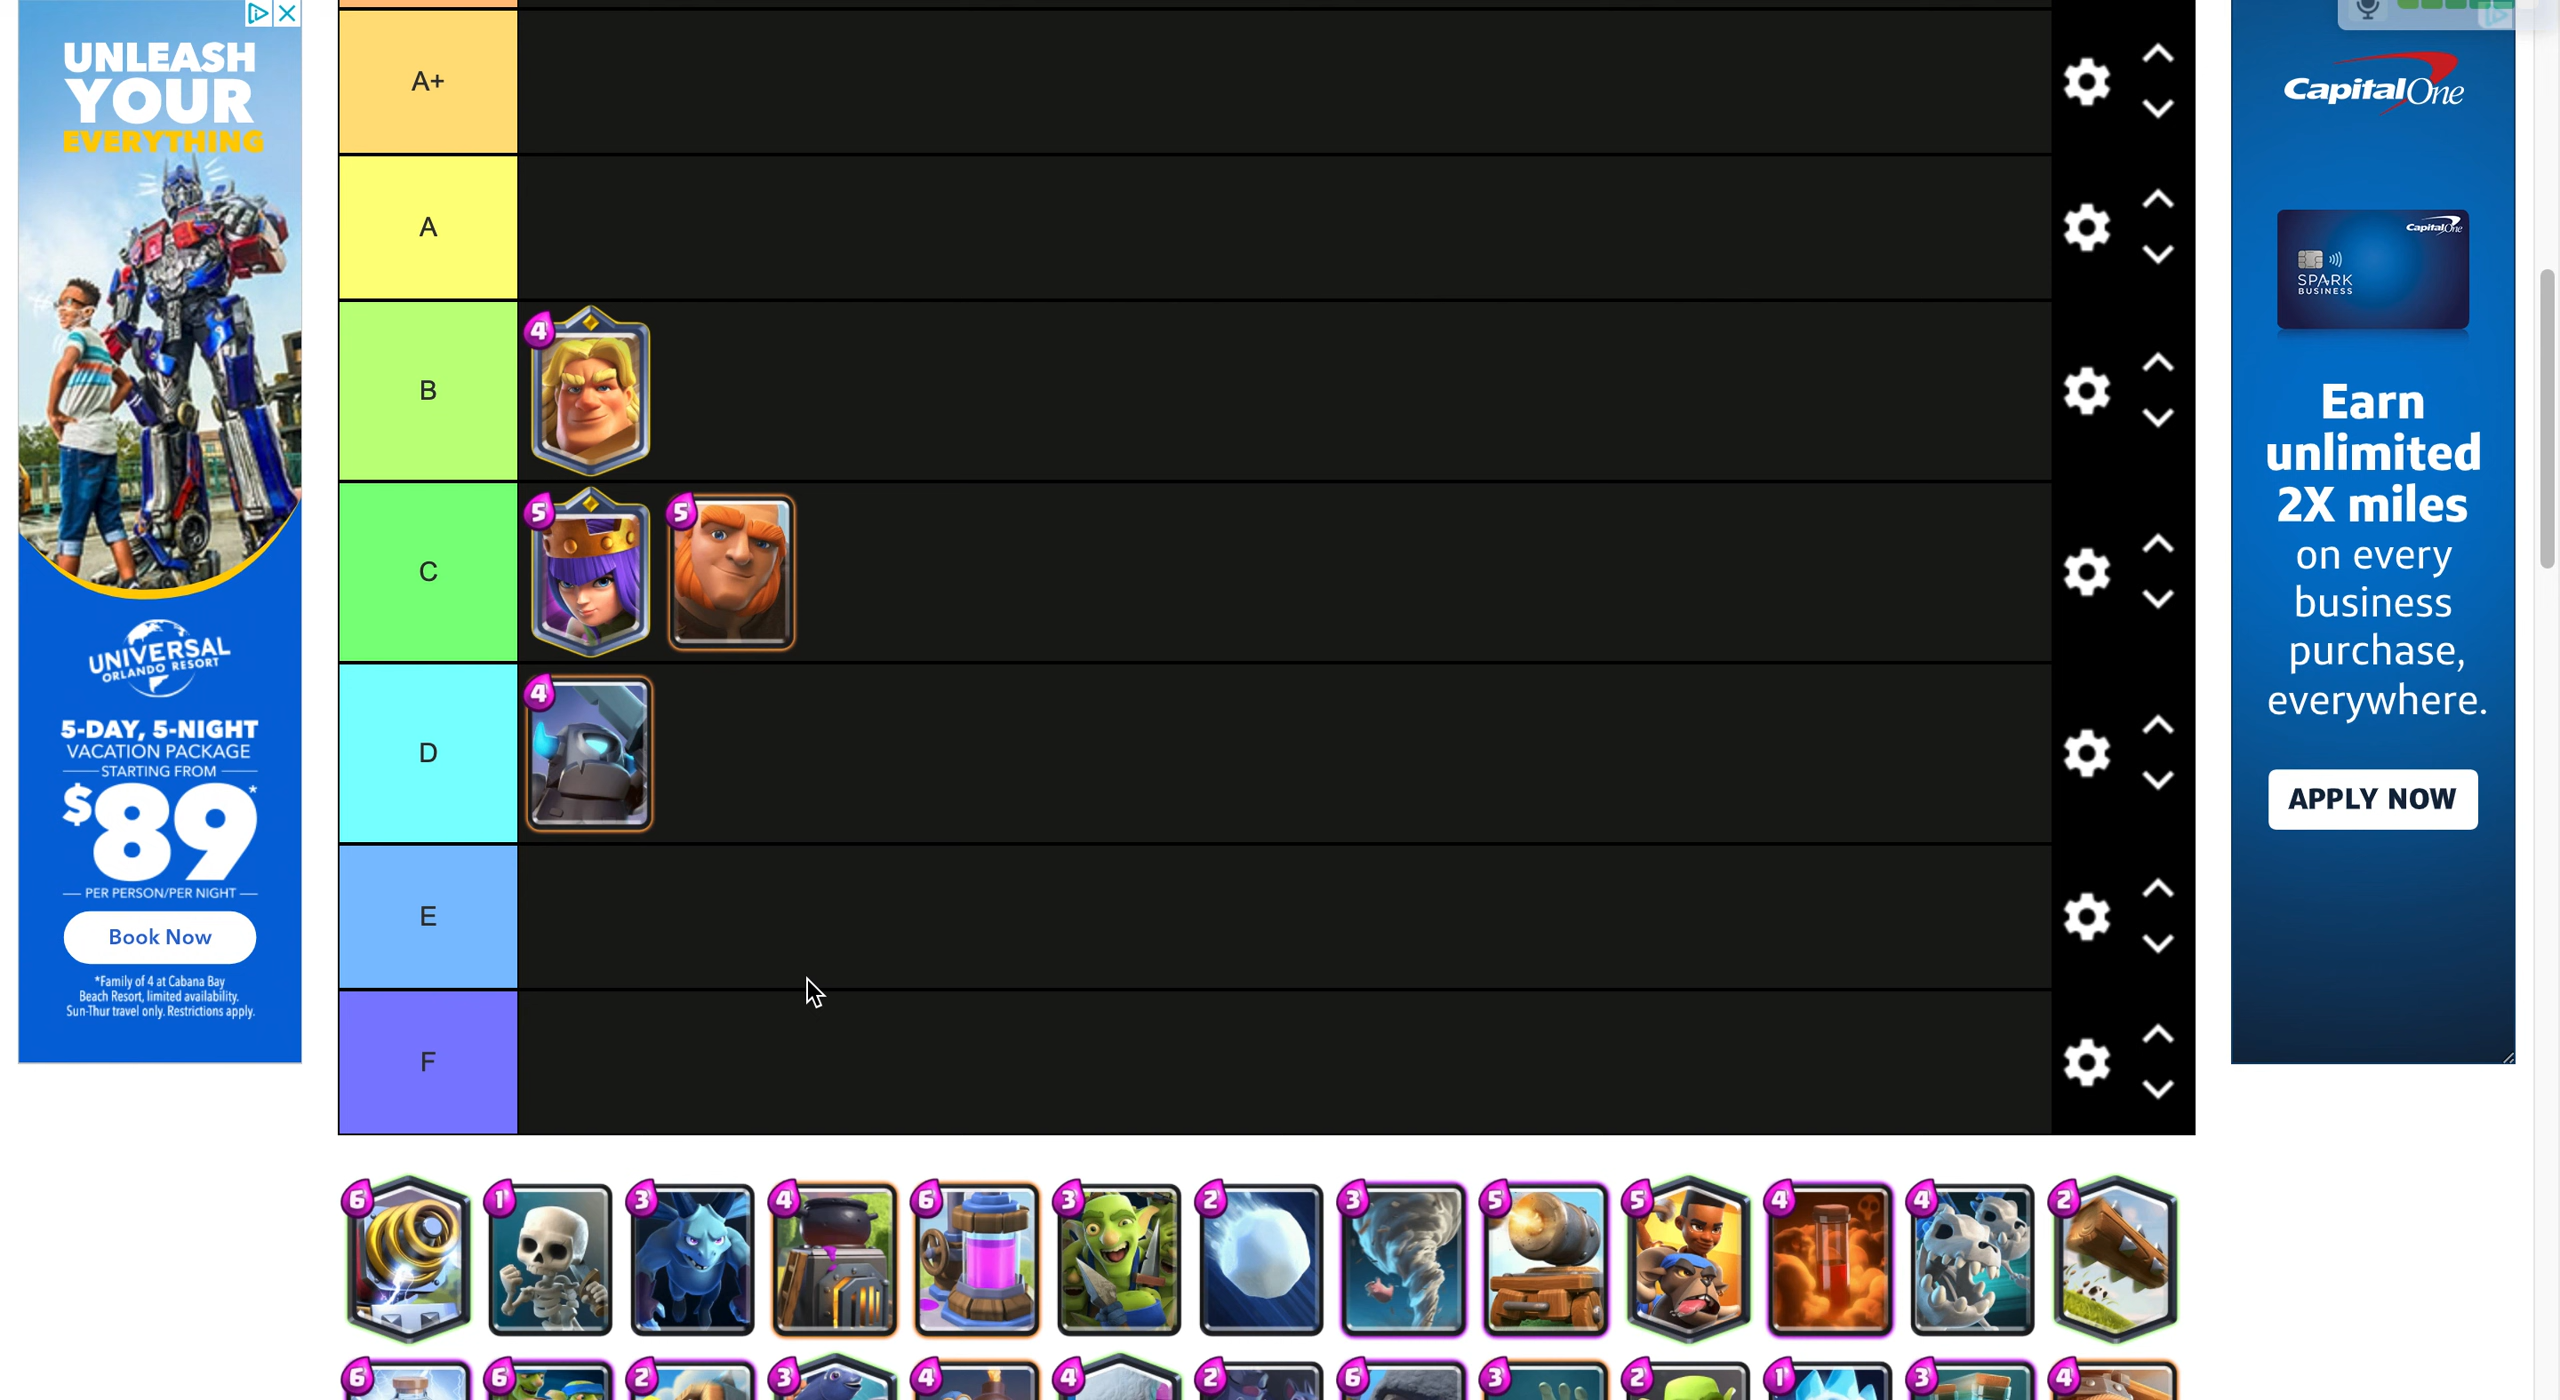 UNLEASH
YOUR
EVERYTHING
UNIVERSAL
ORLANDO RESORT
5-DAY, 5-NIGHT
VACATION PACKAGE
STARTING FROM
$89*
PER PERSON/PER NIGHT
Book Now
*Family of 4 at Cabana Bay
Beach Resort, limited availability.
Sun-Thur travel only. Restrictions apply.
A+
A
B
4
C
5 5
D
4
E
F
6 1 3 4 6 3 2 3 5 5 4 4 2
6 6 2 3 4 4 2 6 3 2 1 3 4
Capital One
Capital One
SPARK
BUSINESS
Earn
unlimited
2X miles
on every
business
purchase,
everywhere.
APPLY NOW